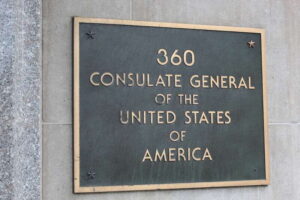 360
CONSULATE GENERAL
OF THE
UNITED STATES
OF
AMERICA